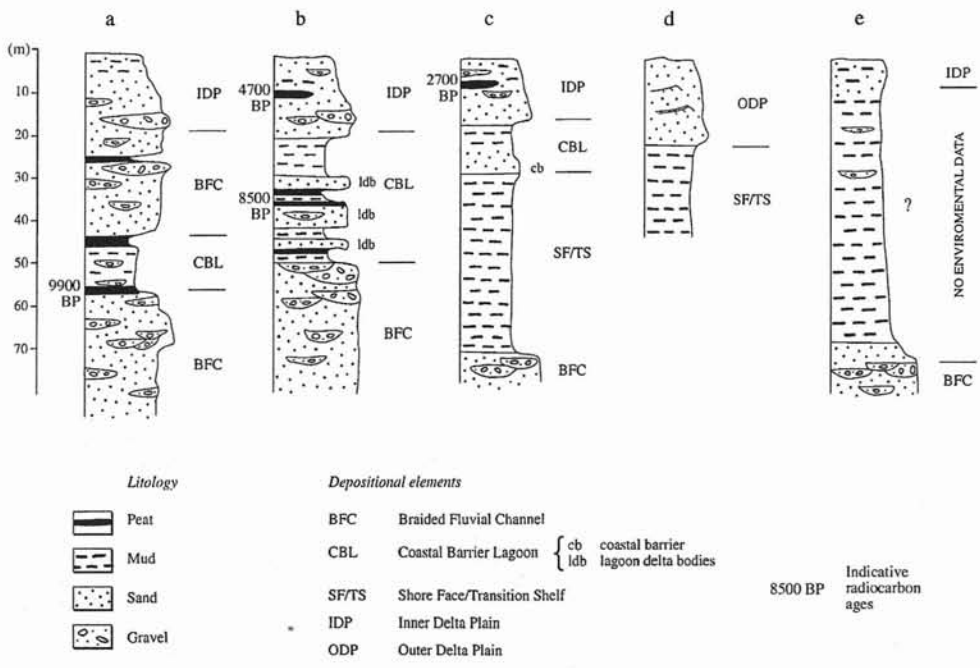 a b c d e
(m)
10
20
30
40
50
60
70
9900 BP
IDP
BFC
CBL
BFC
4700 BP
8500 BP
ldb
ldb
ldb
IDP
CBL
BFC
2700 BP
cb
IDP
CBL
SF/TS
BFC
ODP
SF/TS
?
IDP
NO ENVIROMENTAL DATA
BFC
Litology
Peat
Mud
Sand
Gravel
Depositional elements
BFC Braided Fluvial Channel
CBL Coastal Barrier Lagoon { cb coastal barrier
ldb lagoon delta bodies
SF/TS Shore Face/Transition Shelf
IDP Inner Delta Plain
ODP Outer Delta Plain
8500 BP Indicative
radiocarbon
ages